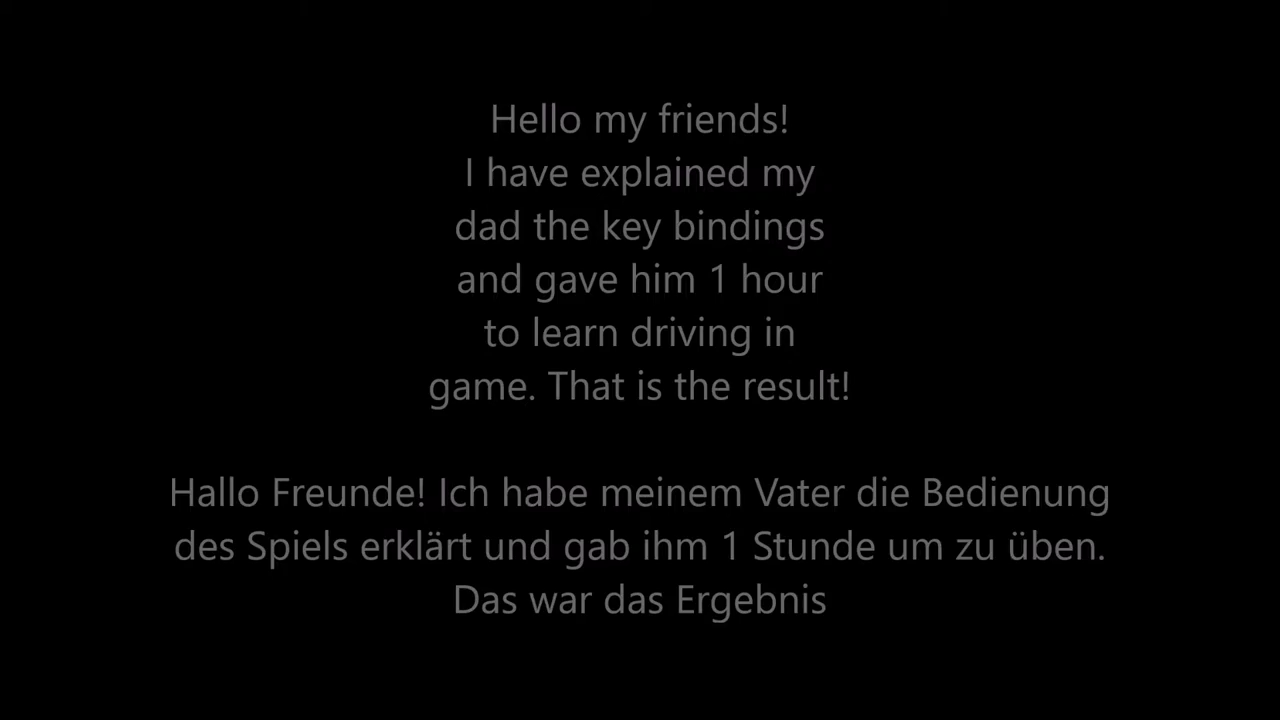 Hello my friends!
I have explained my
dad the key bindings
and gave him 1 hour
to learn driving in
game. That is the result!
Hallo Freunde! Ich habe meinem Vater die Bedienung
des Spiels erklärt und gab ihm 1 Stunde um zu üben.
Das war das Ergebnis